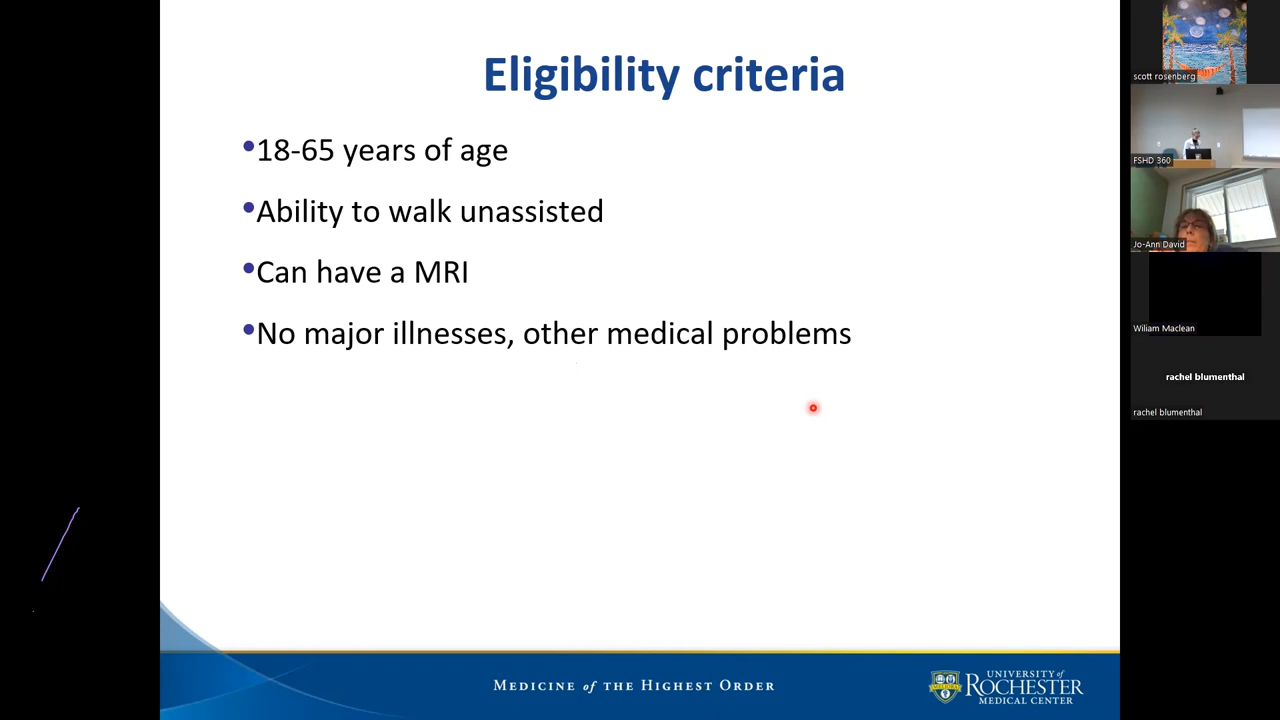 Eligibility criteria
•18-65 years of age
•Ability to walk unassisted
•Can have a MRI
•No major illnesses, other medical problems
MEDICINE of THE HIGHEST ORDER
UNIVERSITY of
ROCHESTER
MEDICAL CENTER
MELIORA
scott rosenberg
FSHD 360
Jo-Ann David
Wiliam Maclean
rachel blumenthal
rachel blumenthal